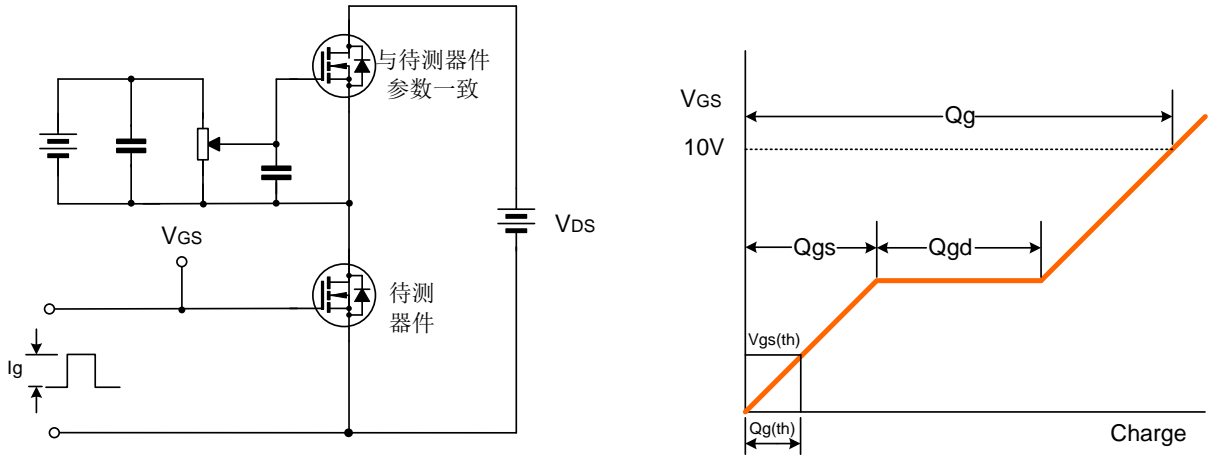 与待测器件
参数一致
VGS
VDS
待测
器件
Ig
VGS
10V
Qg
Qgs
Qgd
Vgs(th)
Qg(th)
Charge